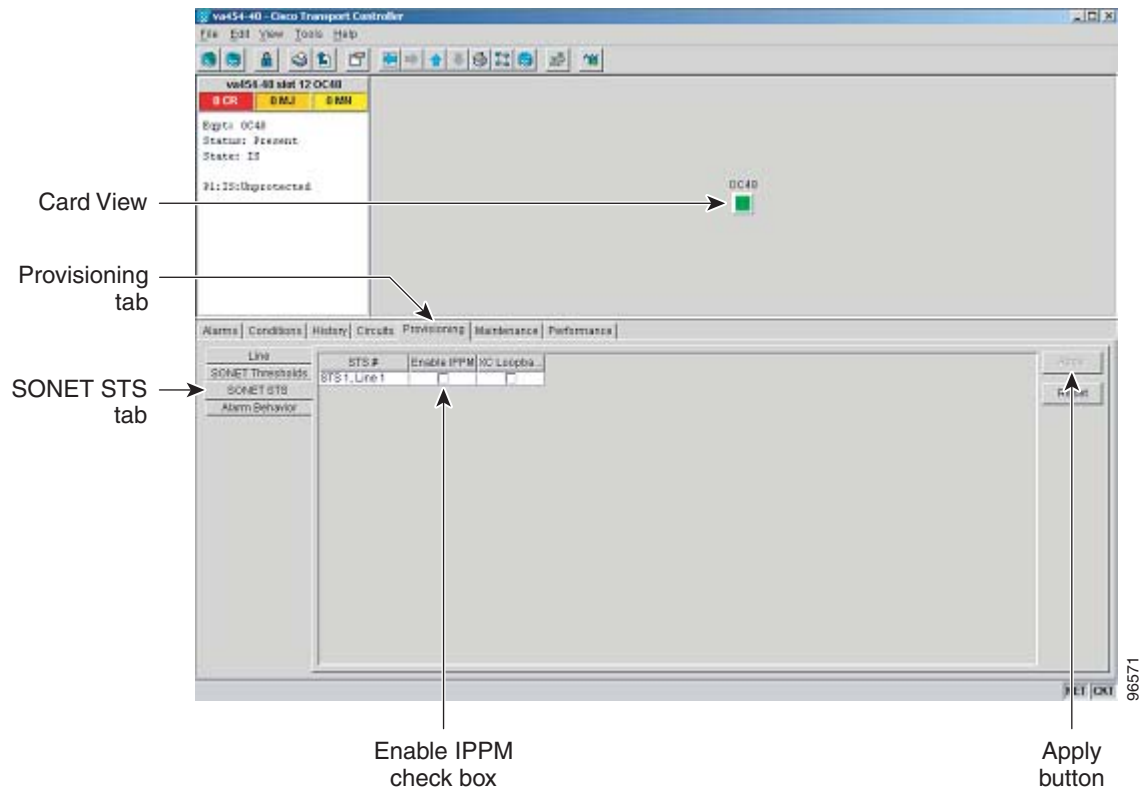 va454-40 - Cisco Transport Controller
File Edit View Tools Help
va454-40 slot 12 OC48
0 CR 0 MJ 0 MN
Eqpt: OC48
Status: Present
State: IS
P1:IS:Unprotected
OC48
Card View
Provisioning
tab
Alarms Conditions History Circuits Provisioning Maintenance Performance
Line
SONET Thresholds
SONET STS
Alarm Behavior
STS # Enable IPPM XC Loopba...
STS 1, Line 1
Apply
Reset
SONET STS
tab
NET CKT
96571
Enable IPPM
check box
Apply
button